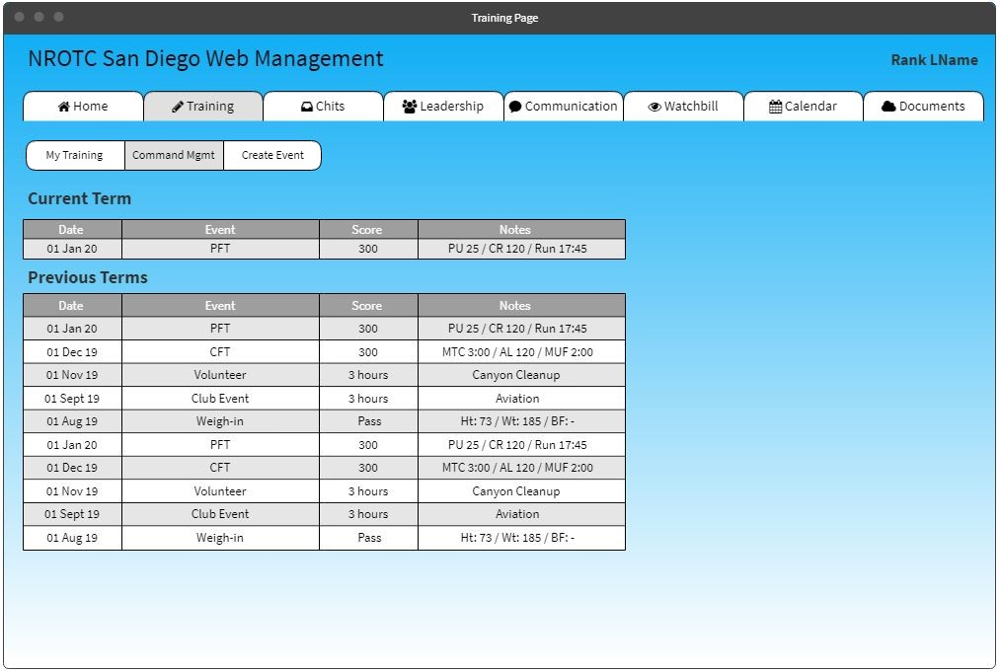 Training Page
NROTC San Diego Web Management
Rank LName
Home Training Chits Leadership Communication Watchbill Calendar Documents
My Training Command Mgmt Create Event
Current Term
Date Event Score Notes
01 Jan 20 PFT 300 PU 25 / CR 120 / Run 17:45
Previous Terms
Date Event Score Notes
01 Jan 20 PFT 300 PU 25 / CR 120 / Run 17:45
01 Dec 19 CFT 300 MTC 3:00 / AL 120 / MUF 2:00
01 Nov 19 Volunteer 3 hours Canyon Cleanup
01 Sept 19 Club Event 3 hours Aviation
01 Aug 19 Weigh-in Pass Ht: 73 / Wt: 185 / BF: -
01 Jan 20 PFT 300 PU 25 / CR 120 / Run 17:45
01 Dec 19 CFT 300 MTC 3:00 / AL 120 / MUF 2:00
01 Nov 19 Volunteer 3 hours Canyon Cleanup
01 Sept 19 Club Event 3 hours Aviation
01 Aug 19 Weigh-in Pass Ht: 73 / Wt: 185 / BF: -